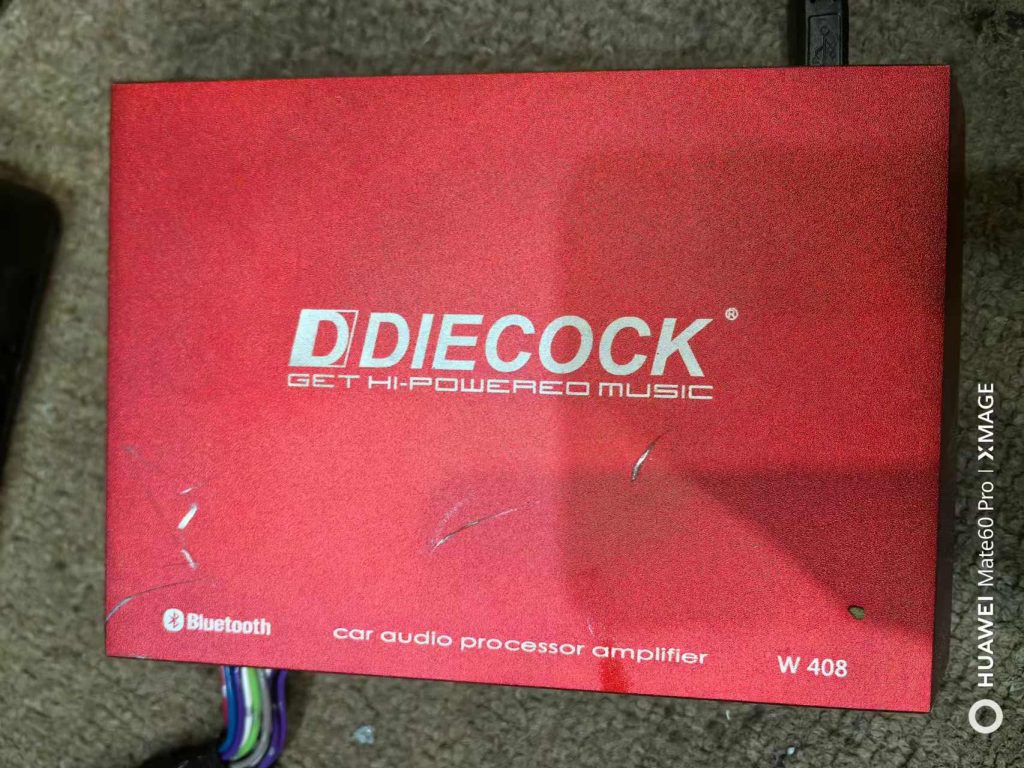 DIECOCK®
GET HI-POWERED MUSIC
Bluetooth
car audio processor amplifier
W 408
HUAWEI Mate60 Pro | XMAGE